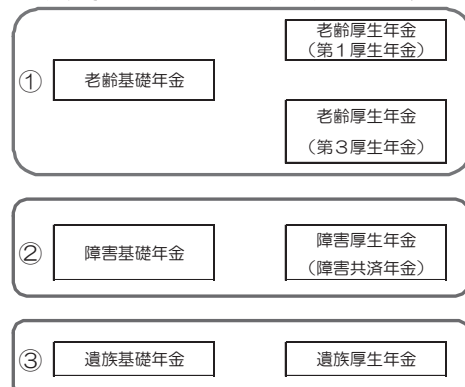 老齢厚生年金
(第1厚生年金)
①
老齢基礎年金
老齢厚生年金
(第3厚生年金)
②
障害基礎年金
障害厚生年金
(障害共済年金)
③
遺族基礎年金
遺族厚生年金